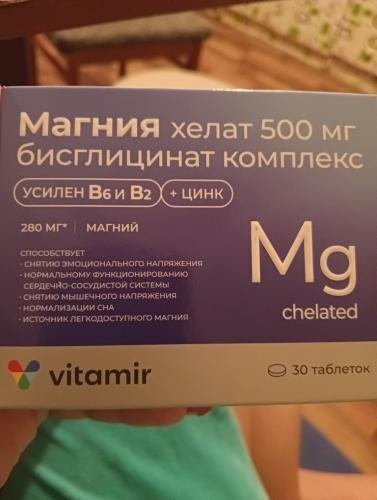 Магния хелат 500 мг
бисглицинат комплекс
УСИЛЕН B6 И B2 + ЦИНК
280 МГ* | МАГНИЙ
СПОСОБСТВУЕТ
- СНЯТИЮ ЭМОЦИОНАЛЬНОГО НАПРЯЖЕНИЯ
- НОРМАЛЬНОМУ ФУНКЦИОНИРОВАНИЮ
СЕРДЕЧНО-СОСУДИСТОЙ СИСТЕМЫ
- СНЯТИЮ МЫШЕЧНОГО НАПРЯЖЕНИЯ
- НОРМАЛИЗАЦИИ СНА
- ИСТОЧНИК ЛЕГКОДОСТУПНОГО МАГНИЯ
Mg
chelated
vitamir
30 таблеток